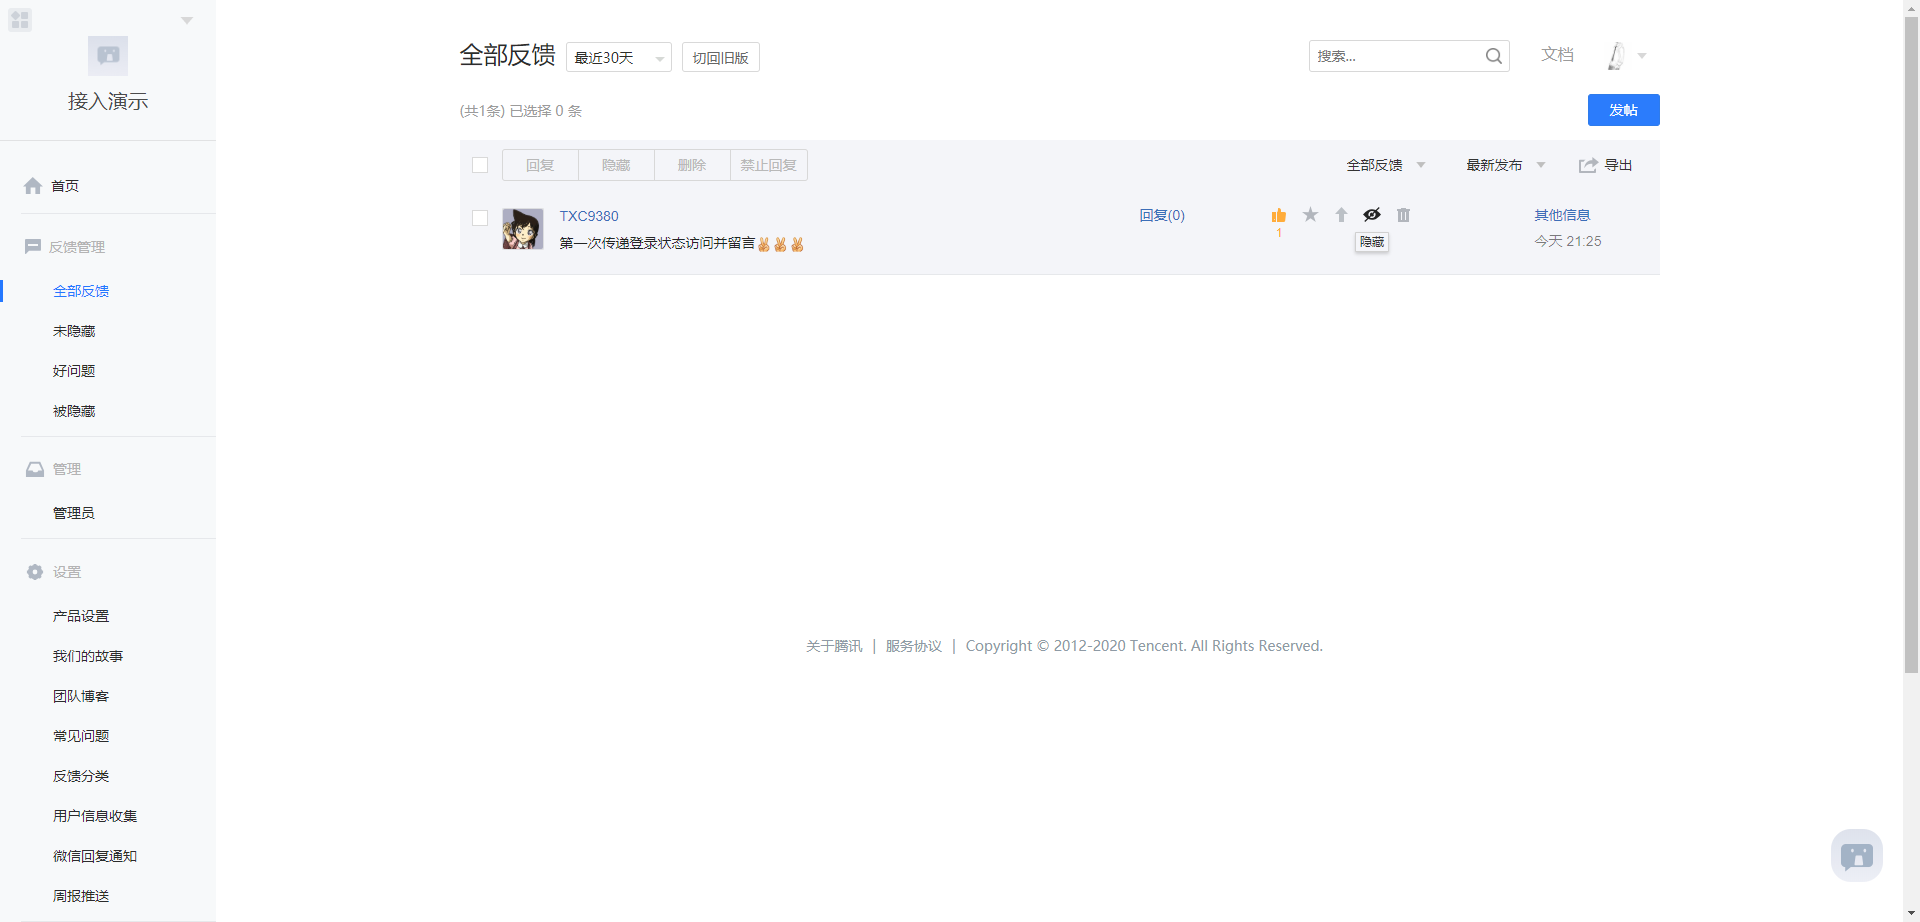 接入演示
首页
反馈管理
全部反馈
未隐藏
好问题
被隐藏
管理
管理员
设置
产品设置
我们的故事
团队博客
常见问题
反馈分类
用户信息收集
微信回复通知
周报推送
全部反馈 最近30天 切回旧版 搜索... 文档
(共1条) 已选择 0 条 发帖
回复 隐藏 删除 禁止回复 全部反馈 最新发布 导出
TXC9380 回复(0) 其他信息
1
第一次传递登录状态访问并留言✌✌✌ 隐藏 今天 21:25
关于腾讯 | 服务协议 | Copyright © 2012-2020 Tencent. All Rights Reserved.